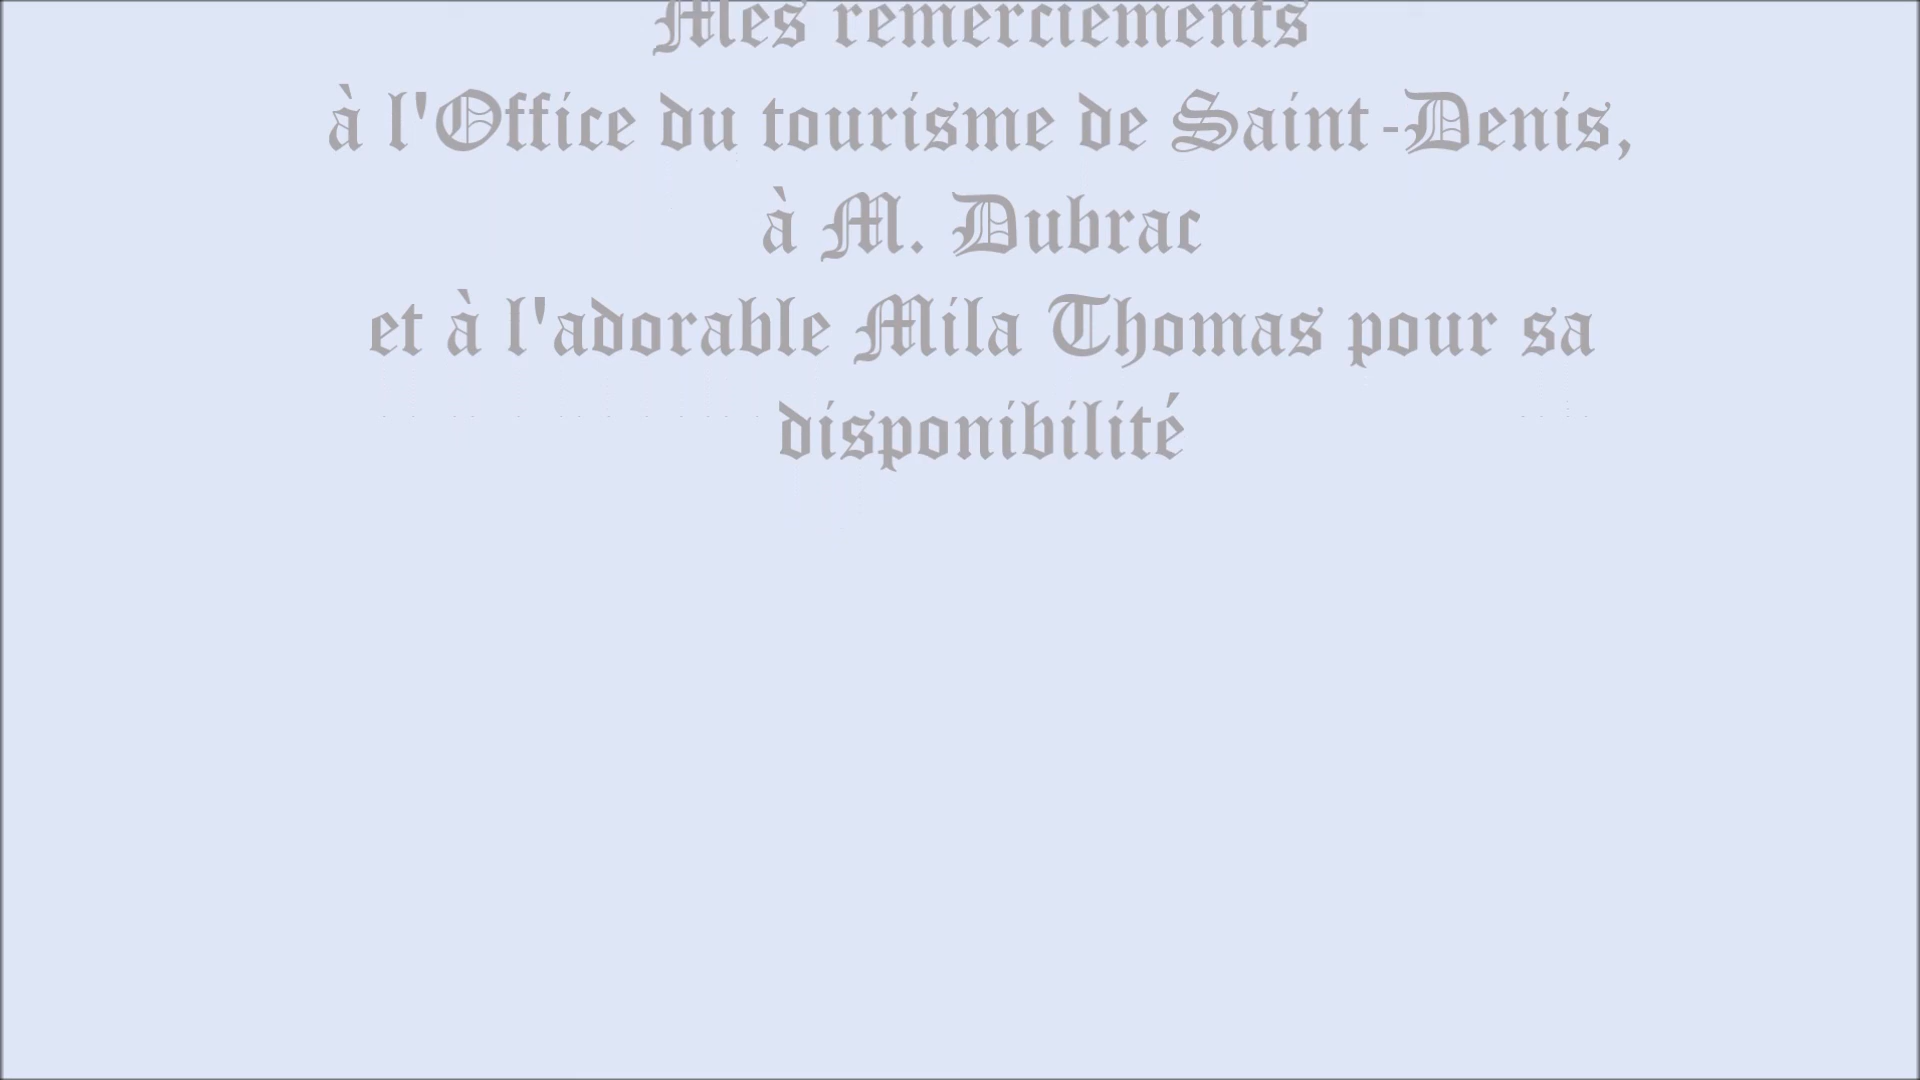 Mes remerciements
à l'Office du tourisme de Saint-Denis,
à M. Dubrac
et à l'adorable Mila Thomas pour sa
disponibilité